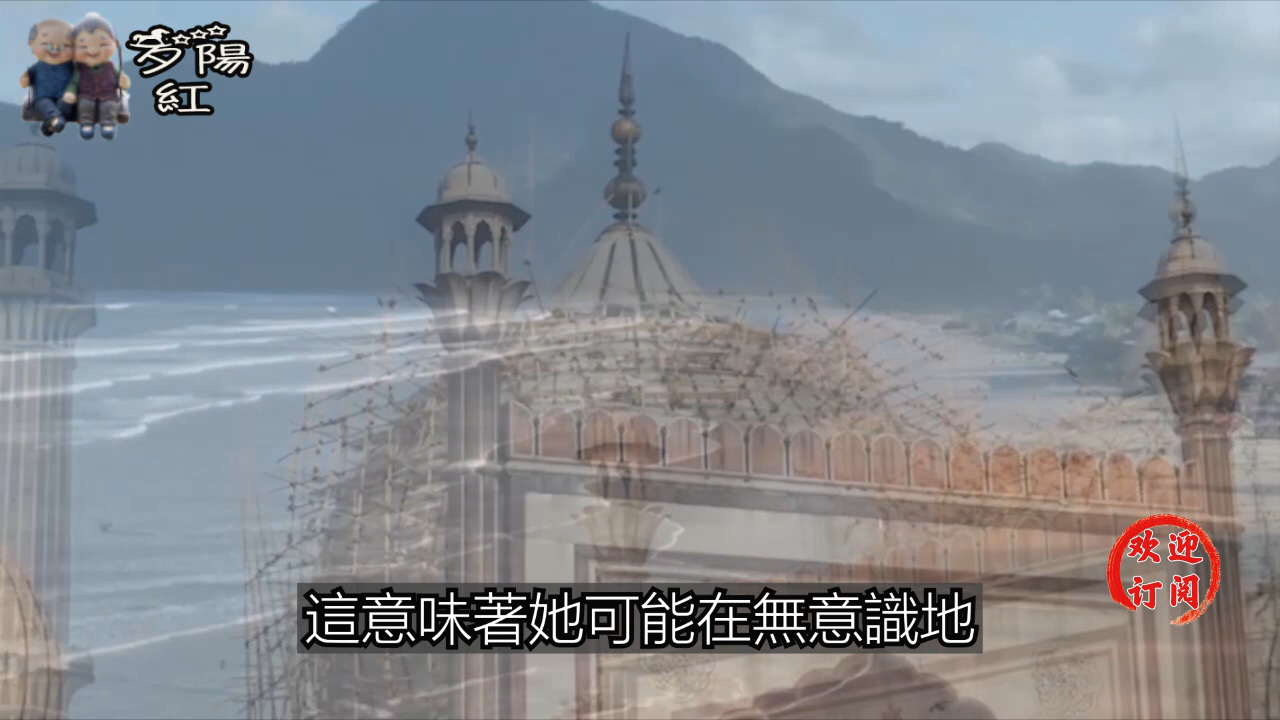 夕陽
紅
這意味著她可能在無意識地
欢迎
订阅